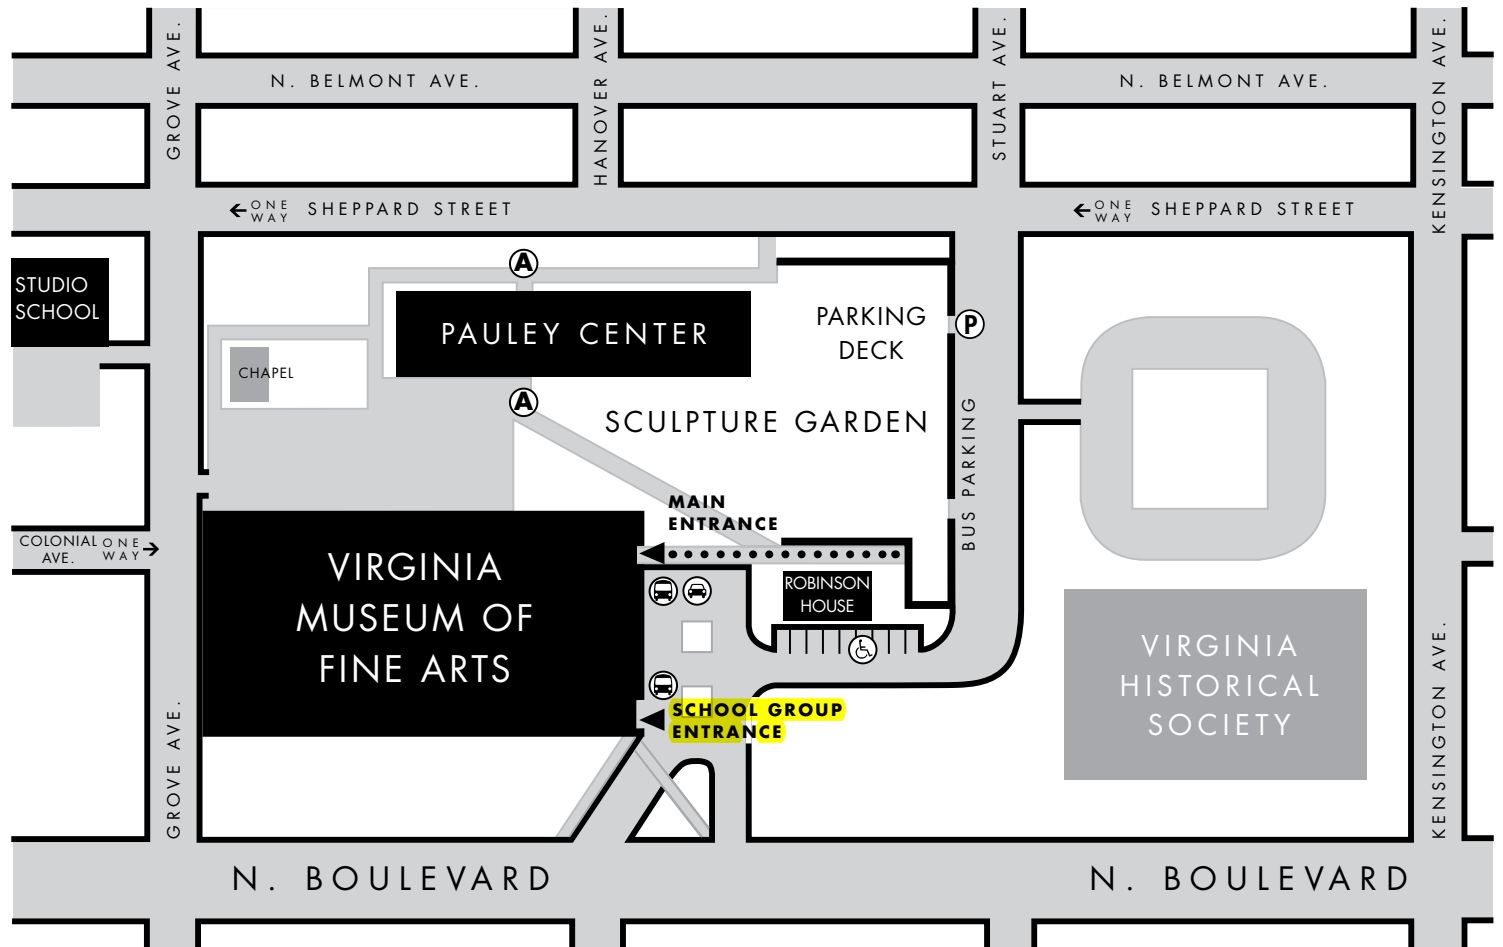 GROVE AVE.
HANOVER AVE.
STUART AVE.
KENSINGTON AVE.
N. BELMONT AVE.
N. BELMONT AVE.
ONE
WAY
SHEPPARD STREET
ONE
WAY
SHEPPARD STREET
STUDIO
SCHOOL
A
PAULEY CENTER
PARKING
DECK
P
CHAPEL
A
SCULPTURE GARDEN
BUS PARKING
MAIN
ENTRANCE
COLONIAL
AVE.
ONE
WAY
VIRGINIA
MUSEUM OF
FINE ARTS
ROBINSON
HOUSE
VIRGINIA
HISTORICAL
SOCIETY
SCHOOL GROUP
ENTRANCE
GROVE AVE.
KENSINGTON AVE.
N. BOULEVARD
N. BOULEVARD